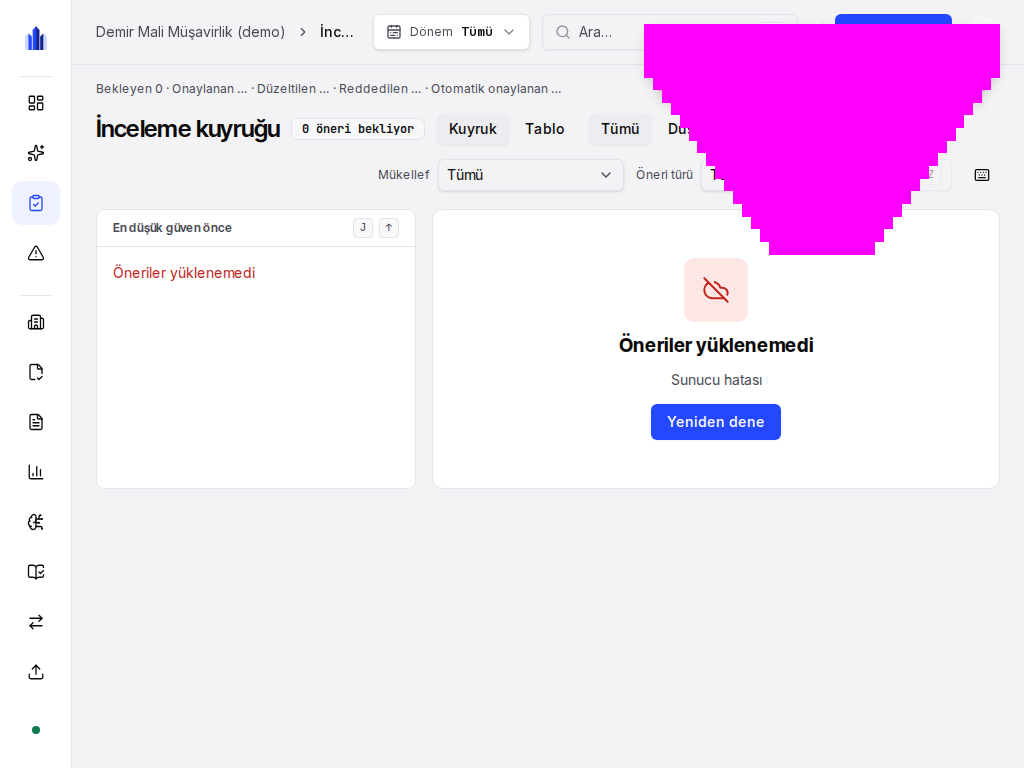 Demir Mali Müşavirlik (demo) > İnc… Dönem Tümü Ara…
Bekleyen 0 · Onaylanan … · Düzeltilen … · Reddedilen … · Otomatik onaylanan …
İnceleme kuyruğu 0 öneri bekliyor Kuyruk Tablo Tümü
Mükellef Tümü Öneri türü
En düşük güven önce J ↑
Öneriler yüklenemedi
Öneriler yüklenemedi
Sunucu hatası
Yeniden dene